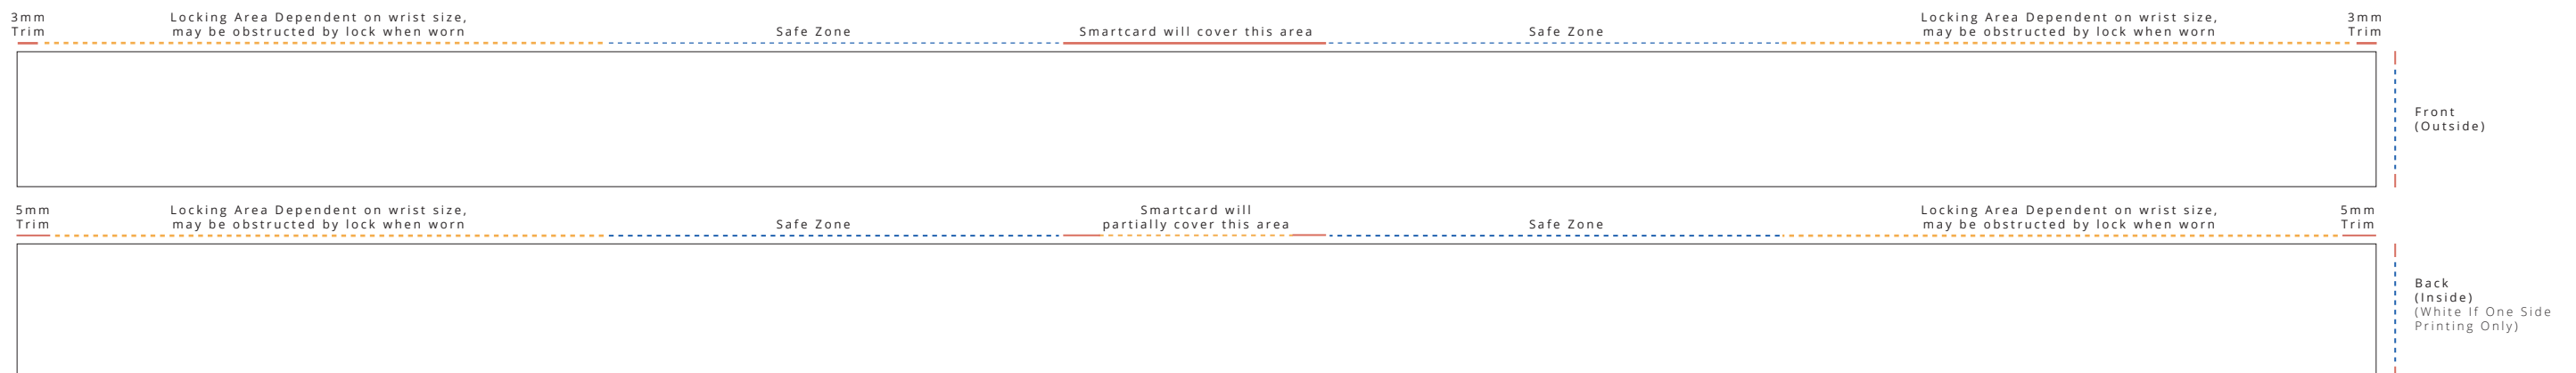 3mm
Trim
Locking Area Dependent on wrist size,
may be obstructed by lock when worn
Safe Zone
Smartcard will cover this area
Safe Zone
Locking Area Dependent on wrist size,
may be obstructed by lock when worn
3mm
Trim
Front
(Outside)
5mm
Trim
Locking Area Dependent on wrist size,
may be obstructed by lock when worn
Safe Zone
Smartcard will
partially cover this area
Safe Zone
Locking Area Dependent on wrist size,
may be obstructed by lock when worn
5mm
Trim
Back
(Inside)
(White If One Side
Printing Only)